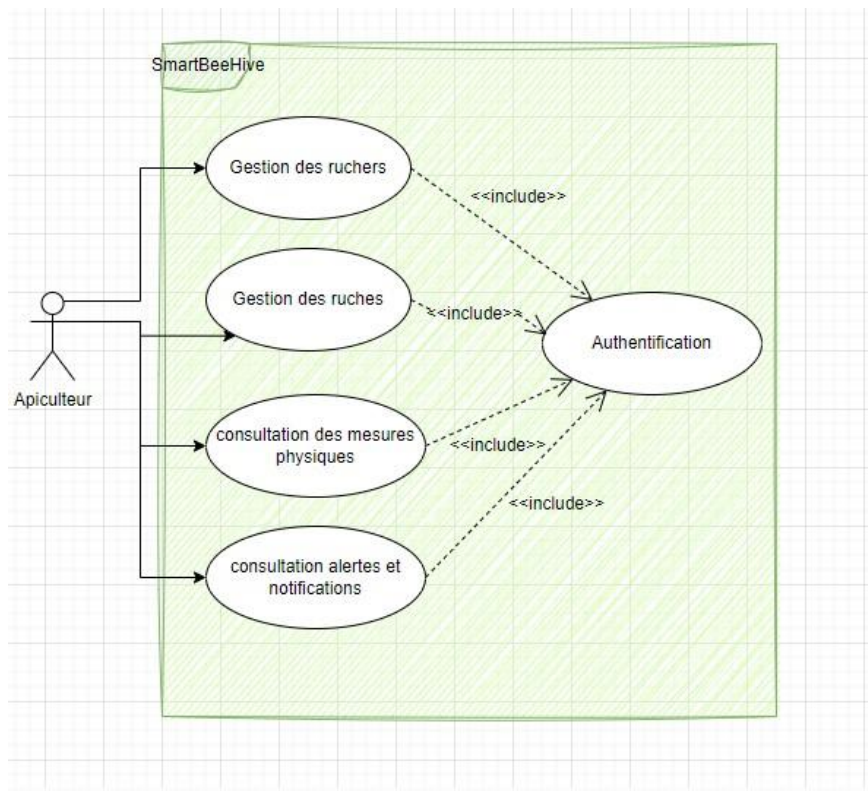 SmartBeeHive
Gestion des ruchers
<<include>>
Gestion des ruches
<<include>>
Authentification
Apiculteur
consultation des mesures
physiques
<<include>>
<<include>>
consultation alertes et
notifications